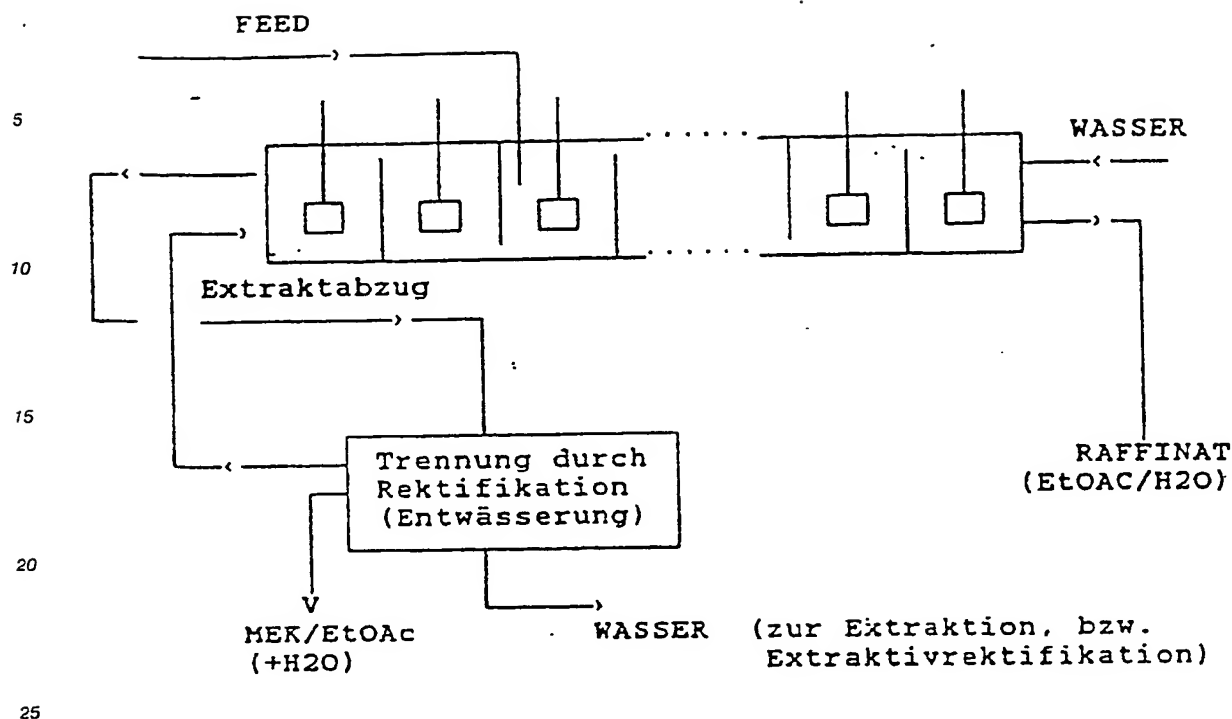 FEED
5
WASSER
10
Extraktabzug
15
Trennung durch
Rektifikation
(Entwässerung)
RAFFINAT
(EtOAC/H2O)
20
MEK/EtOAc
(+H2O)
WASSER (zur Extraktion, bzw.
Extraktivrektifikation)
25